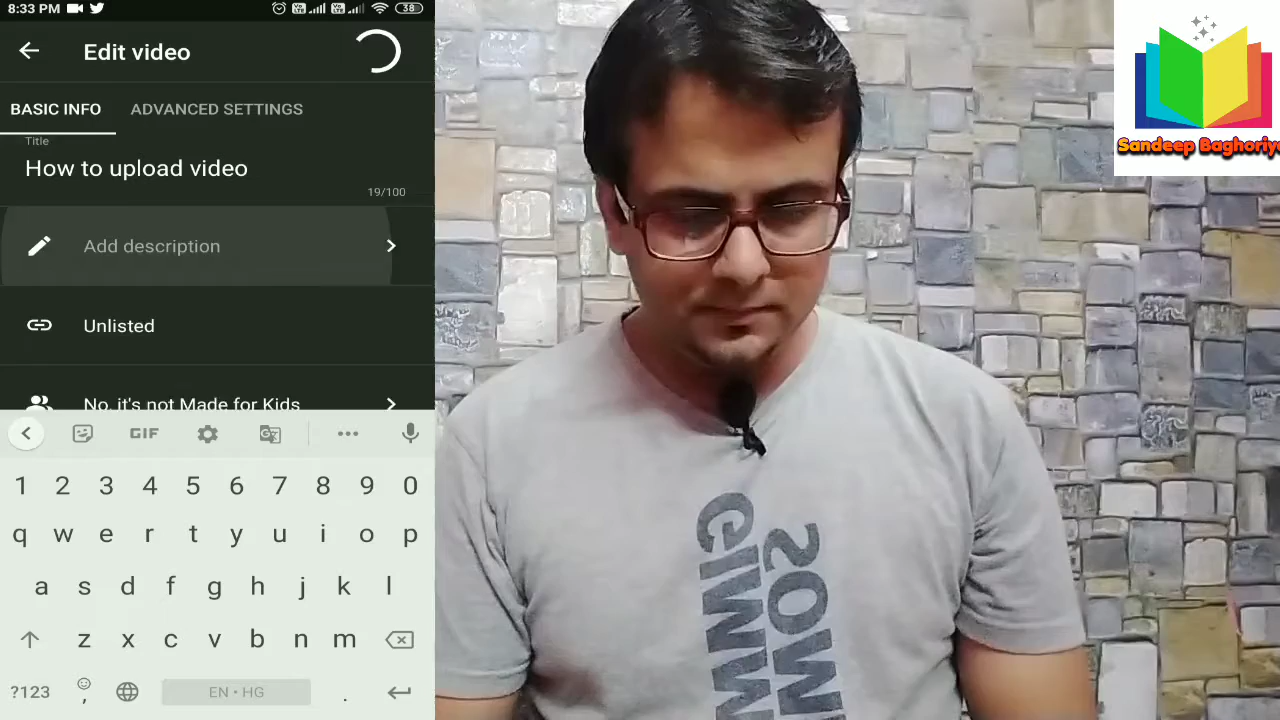 8:33 PM
38
Edit video
BASIC INFO ADVANCED SETTINGS
Title
How to upload video
19/100
Add description
Unlisted
No, it's not Made for Kids
GIF
1 2 3 4 5 6 7 8 9 0
q w e r t y u i o p
a s d f g h j k l
z x c v b n m
?123 , EN • HG .
Sandeep Baghoriy